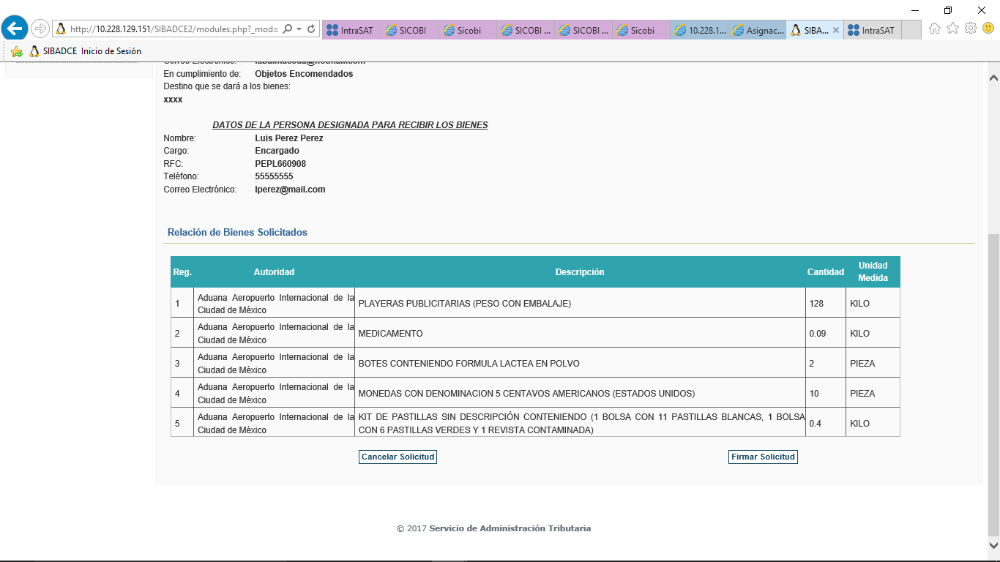 http://10.228.129.151/SIBADCE2/modules.php?_mod=
IntraSAT
SICOBI
Sicobi
SICOBI ...
SICOBI ...
Sicobi
10.228.1...
Asignac...
SIBA...
IntraSAT
SIBADCE Inicio de Sesión
Correo Electrónico:
En cumplimiento de: Objetos Encomendados
Destino que se dará a los bienes:
xxxx
DATOS DE LA PERSONA DESIGNADA PARA RECIBIR LOS BIENES
Nombre: Luis Perez Perez
Cargo: Encargado
RFC: PEPL660908
Teléfono: 55555555
Correo Electrónico: lperez@mail.com
Relación de Bienes Solicitados
Reg. Autoridad Descripción Cantidad Unidad Medida
1 Aduana Aeropuerto Internacional de la Ciudad de México PLAYERAS PUBLICITARIAS (PESO CON EMBALAJE) 128 KILO
2 Aduana Aeropuerto Internacional de la Ciudad de México MEDICAMENTO 0.09 KILO
3 Aduana Aeropuerto Internacional de la Ciudad de México BOTES CONTENIENDO FORMULA LACTEA EN POLVO 2 PIEZA
4 Aduana Aeropuerto Internacional de la Ciudad de México MONEDAS CON DENOMINACION 5 CENTAVOS AMERICANOS (ESTADOS UNIDOS) 10 PIEZA
5 Aduana Aeropuerto Internacional de la Ciudad de México KIT DE PASTILLAS SIN DESCRIPCIÓN CONTENIENDO (1 BOLSA CON 11 PASTILLAS BLANCAS, 1 BOLSA CON 6 PASTILLAS VERDES Y 1 REVISTA CONTAMINADA) 0.4 KILO
Cancelar Solicitud Firmar Solicitud
© 2017 Servicio de Administración Tributaria